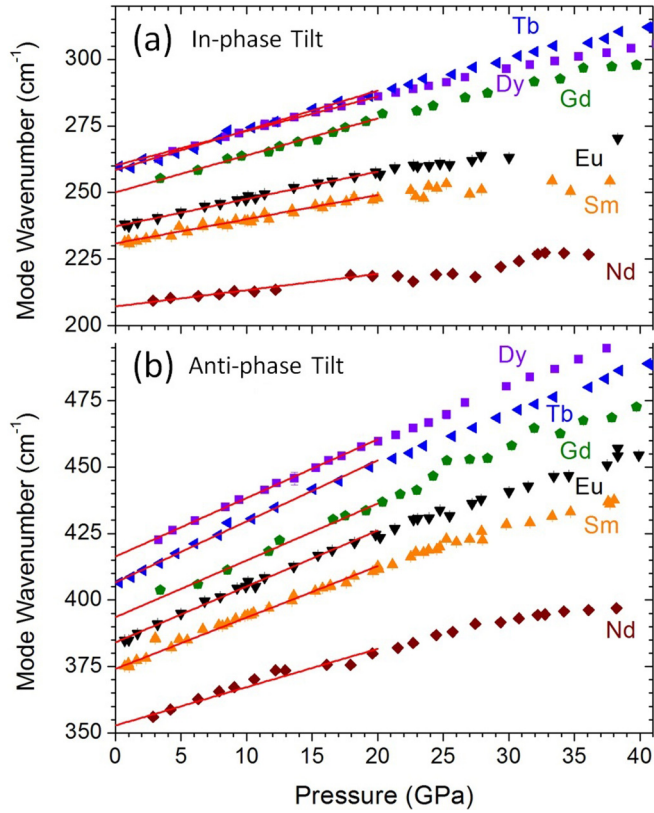 (a) In-phase Tilt
Tb
Dy
Gd
Eu
Sm
Nd
Mode Wavenumber (cm⁻¹)
300
275
250
225
200
(b) Anti-phase Tilt
Dy
Tb
Gd
Eu
Sm
Nd
Mode Wavenumber (cm⁻¹)
475
450
425
400
375
350
0 5 10 15 20 25 30 35 40
Pressure (GPa)